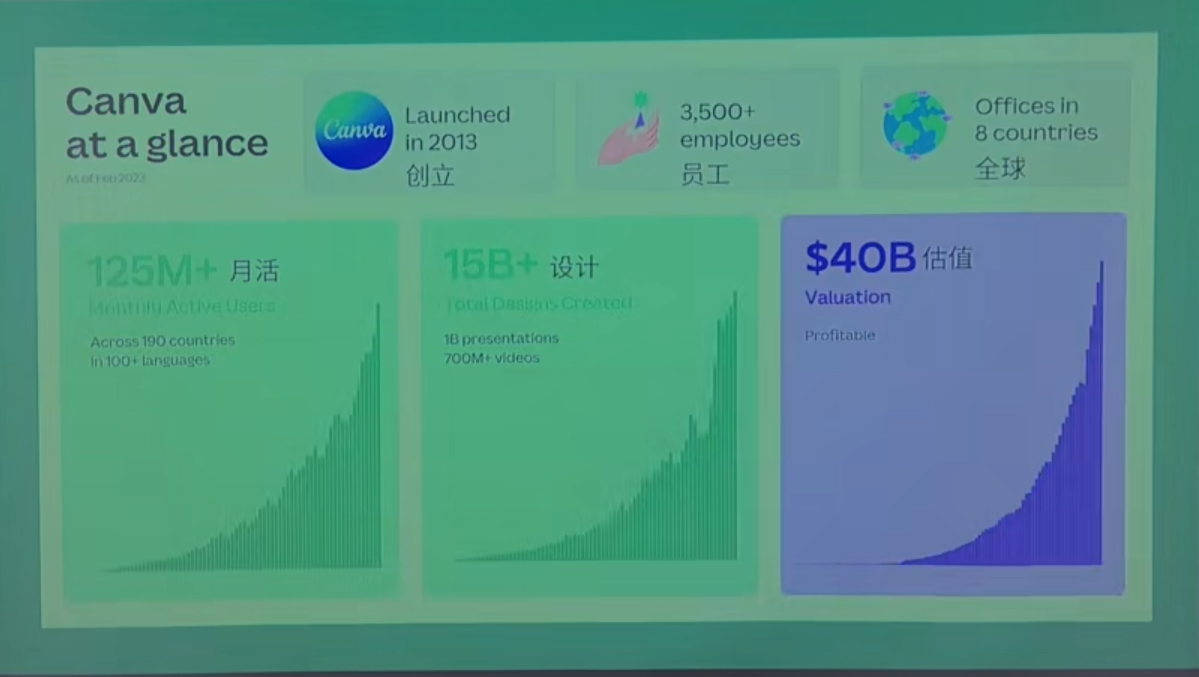 Canva
at a glance
As of Feb 2023
Canva
Launched
in 2013
创立
3,500+
employees
员工
Offices in
8 countries
全球
125M+ 月活
Monthly Active Users
Across 190 countries
in 100+ languages
15B+ 设计
Total Designs Created
1B presentations
700M+ videos
$40B 估值
Valuation
Profitable